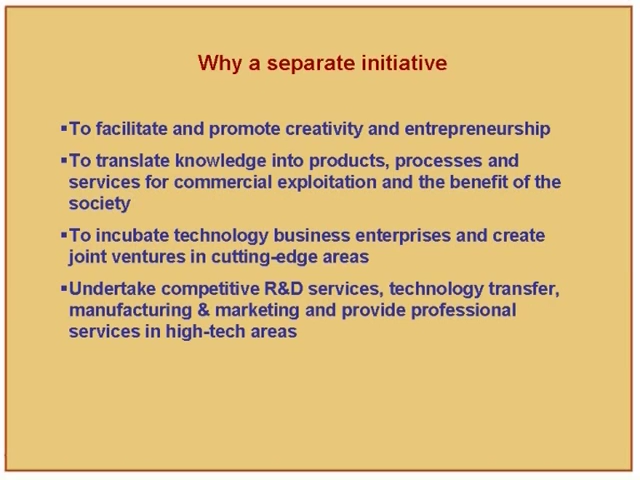 Why a separate initiative
▪To facilitate and promote creativity and entrepreneurship
▪To translate knowledge into products, processes and
services for commercial exploitation and the benefit of the
society
▪To incubate technology business enterprises and create
joint ventures in cutting-edge areas
▪Undertake competitive R&D services, technology transfer,
manufacturing & marketing and provide professional
services in high-tech areas